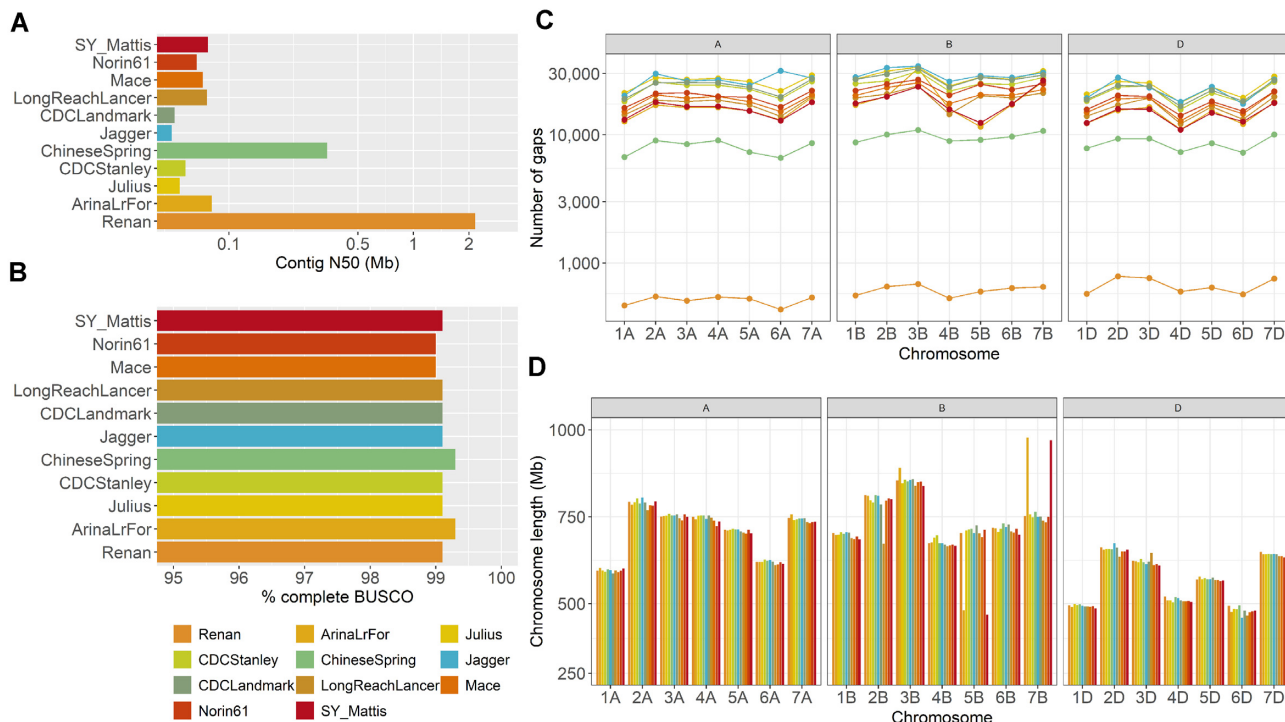 A
SY_Mattis
Norin61
Mace
LongReachLancer
CDCLandmark
Jagger
ChineseSpring
CDCStanley
Julius
ArinaLrFor
Renan
0.1 0.5 1 2
Contig N50 (Mb)
B
SY_Mattis
Norin61
Mace
LongReachLancer
CDCLandmark
Jagger
ChineseSpring
CDCStanley
Julius
ArinaLrFor
Renan
95 96 97 98 99 100
% complete BUSCO
Renan ArinaLrFor Julius
CDCStanley ChineseSpring Jagger
CDCLandmark LongReachLancer Mace
Norin61 SY_Mattis
C
A B D
Number of gaps
30,000
10,000
3,000
1,000
1A 2A 3A 4A 5A 6A 7A 1B 2B 3B 4B 5B 6B 7B 1D 2D 3D 4D 5D 6D 7D
Chromosome
D
A B D
Chromosome length (Mb)
1000
750
500
250
1A 2A 3A 4A 5A 6A 7A 1B 2B 3B 4B 5B 6B 7B 1D 2D 3D 4D 5D 6D 7D
Chromosome